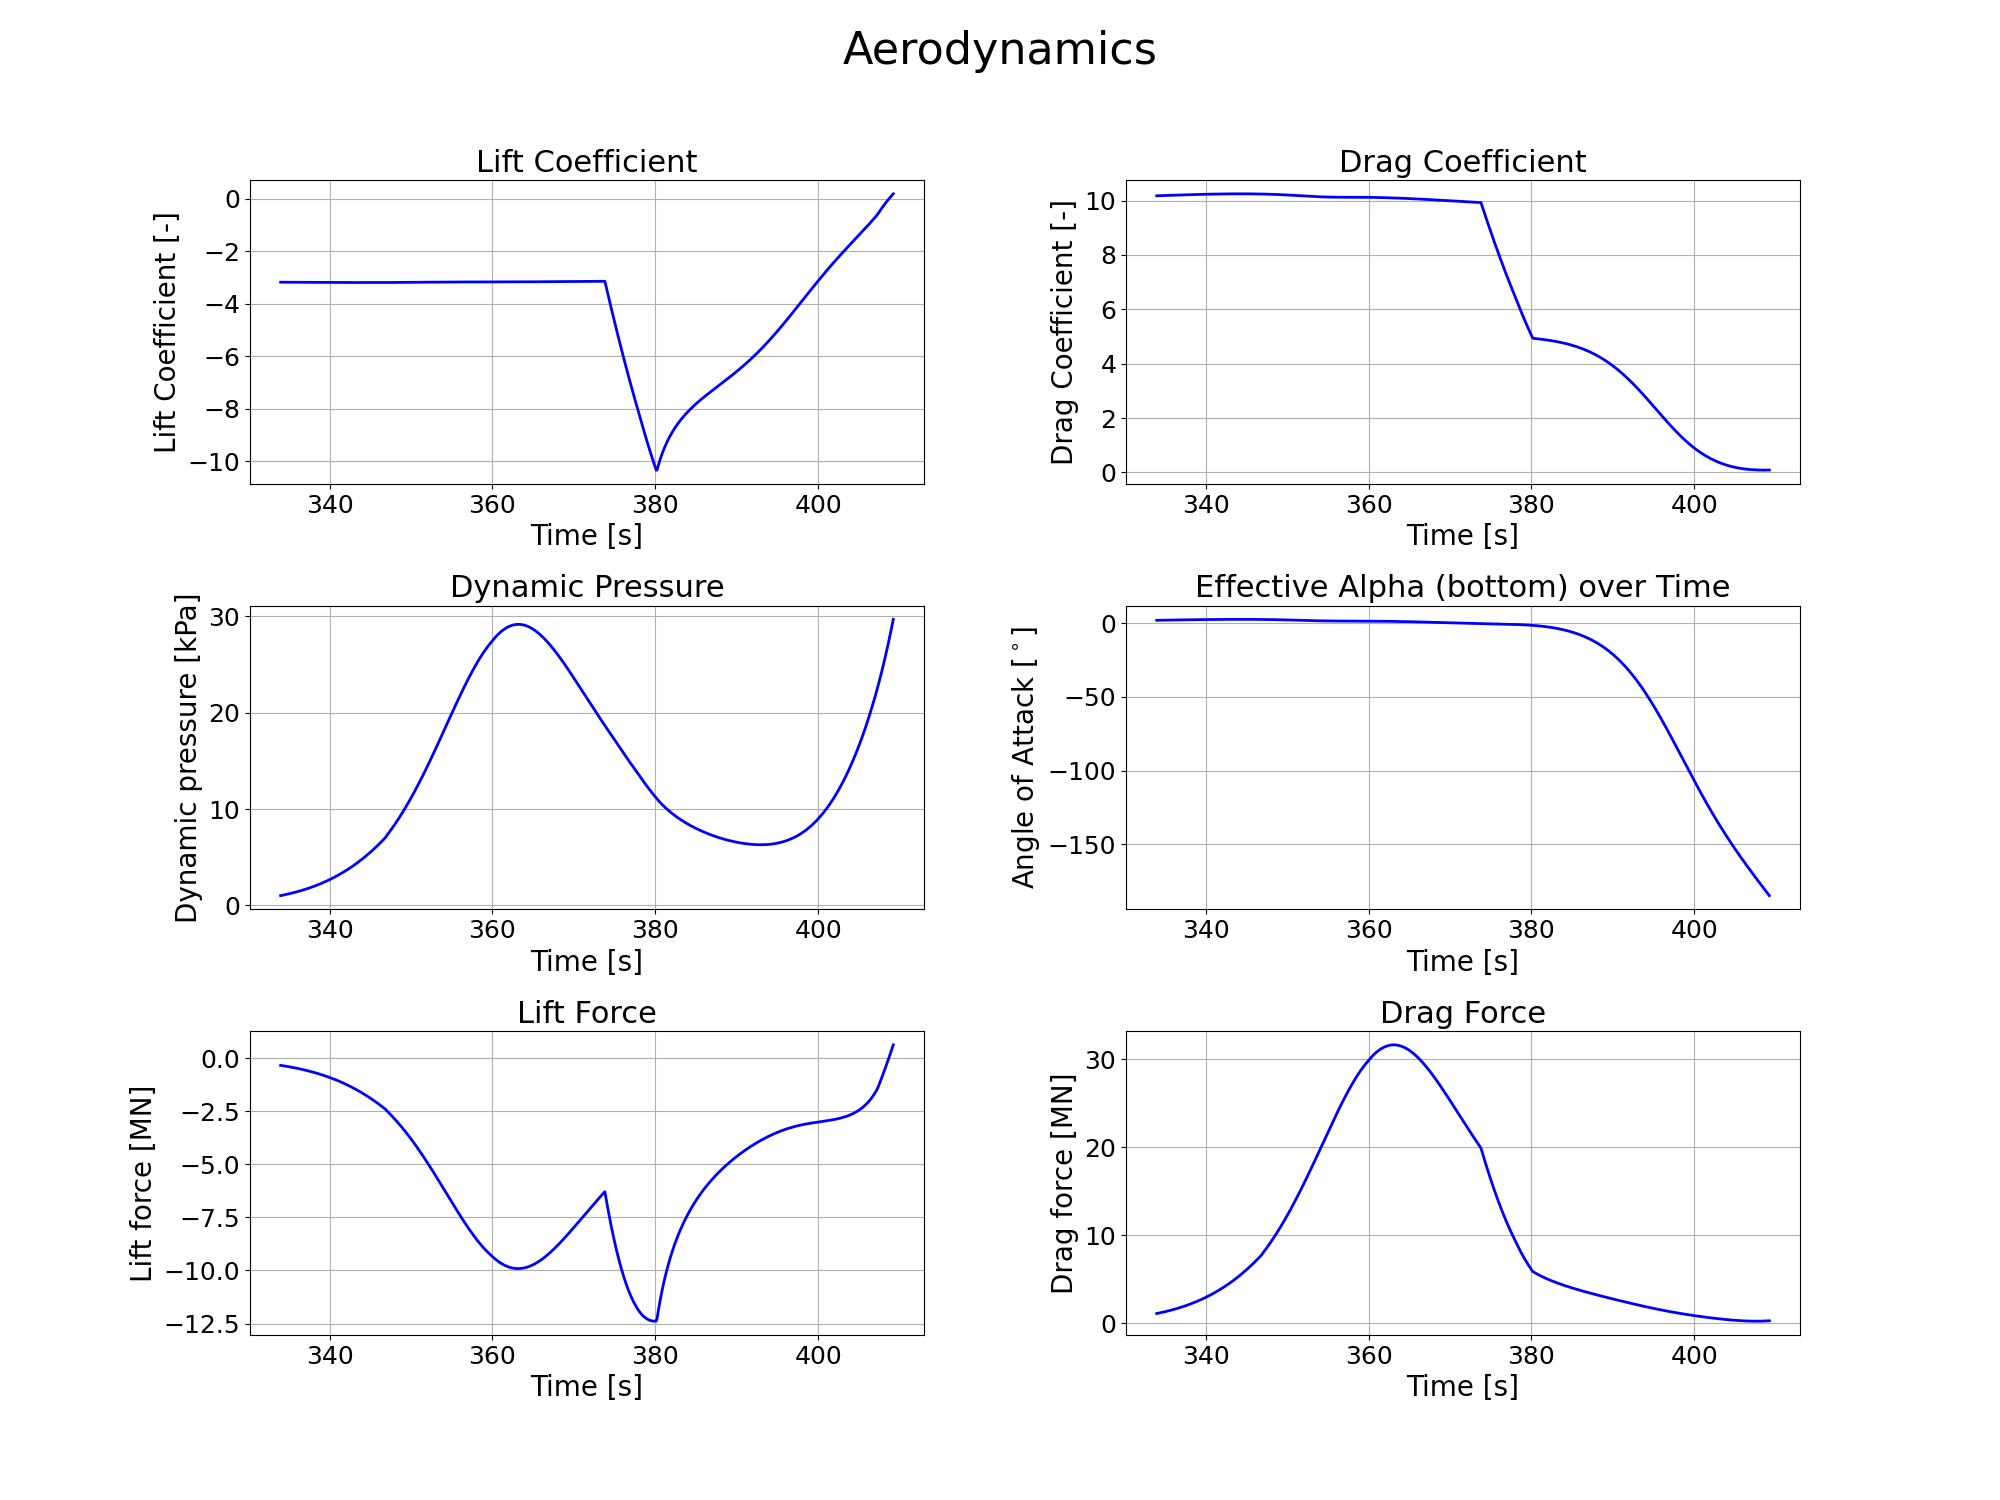 Aerodynamics
Lift Coefficient
Lift Coefficient [-]
0
−2
−4
−6
−8
−10
340 360 380 400
Time [s]
Drag Coefficient
Drag Coefficient [-]
10
8
6
4
2
0
340 360 380 400
Time [s]
Dynamic Pressure
Dynamic pressure [kPa]
30
20
10
0
340 360 380 400
Time [s]
Effective Alpha (bottom) over Time
Angle of Attack [°]
0
−50
−100
−150
340 360 380 400
Time [s]
Lift Force
Lift force [MN]
0.0
−2.5
−5.0
−7.5
−10.0
−12.5
340 360 380 400
Time [s]
Drag Force
Drag force [MN]
30
20
10
0
340 360 380 400
Time [s]